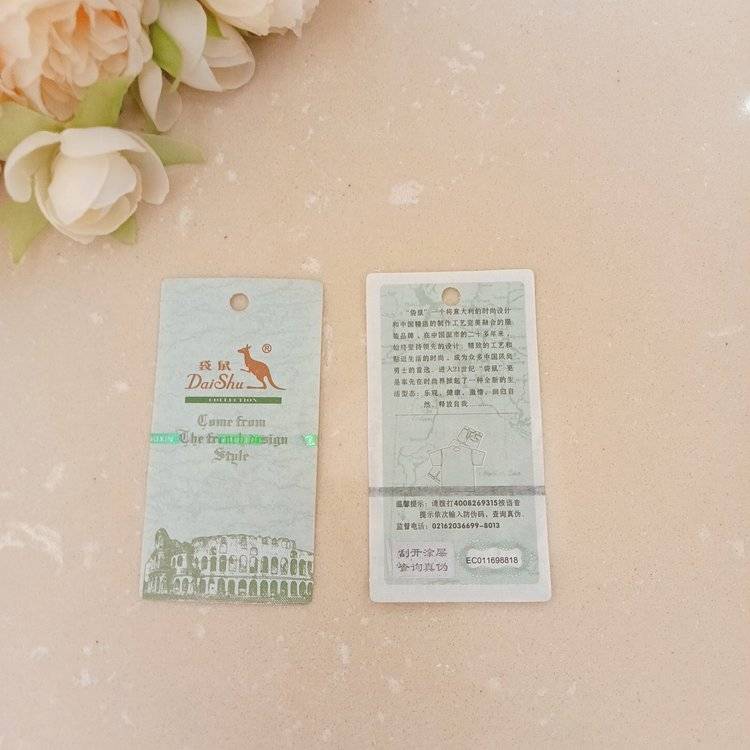 袋鼠
®
DaiShu
COLLECTION
Come from
The french design
Style
“袋鼠”一个将意大利的时尚设计
和中国精造的制作工艺完美融合的服
装品牌，在中国面市的二十多年来，
始终坚持领先的设计、精致的工艺和
贴近生活的时尚，成为众多中国风尚
男士的首选。进入21世纪“袋鼠”更
是率先在时尚界掀起了一种全新的生
活型态：乐观、健康、激情、回归自
然、释放自我……
温馨提示：请拨打4008269315按语音
提示依次输入防伪码，查询真伪。
监督电话：02162036699-8013
刮开涂层
查询真伪
EC011698818